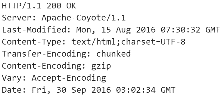 HTTP/1.1 200 OK
Server: Apache Coyote/1.1
Last-Modified: Mon, 15 Aug 2016 07:30:32 GMT
Content-Type: text/html;charset=UTF-8
Transfer-Encoding: chunked
Content-Encoding: gzip
Vary: Accept-Encoding
Date: Fri, 30 Sep 2016 03:02:34 GMT